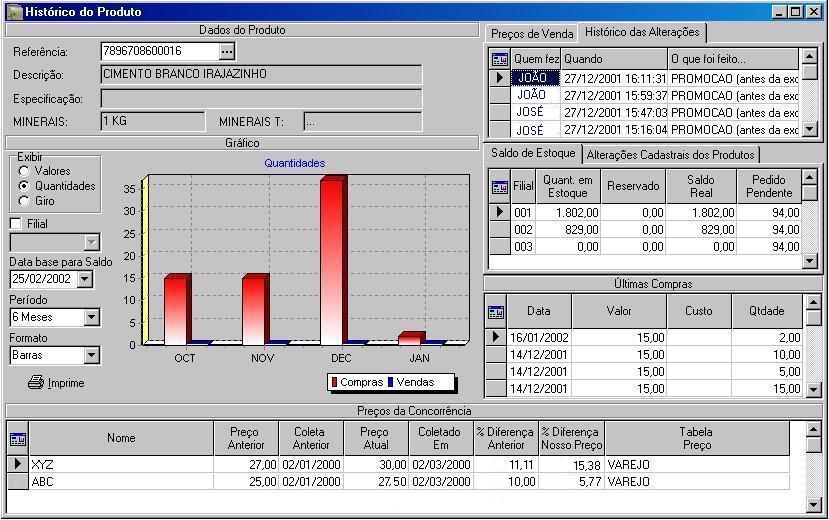 Histórico do Produto
Dados do Produto
Referência: 7896708600016 ...
Descrição: CIMENTO BRANCO IRAJAZINHO
Especificação:
MINERAIS: 1 KG MINERAIS T: ...
Gráfico
Exibir
Valores
Quantidades
Giro
Filial
Data base para Saldo
25/02/2002
Período
6 Meses
Formato
Barras
Imprime
Quantidades
35
30
25
20
15
10
5
0
OCT NOV DEC JAN
Compras Vendas
Preços de Venda Histórico das Alterações
Quem fez Quando O que foi feito...
JOÃO 27/12/2001 16:11:31 PROMOCAO (antes da exc
JOÃO 27/12/2001 15:59:37 PROMOCAO (antes da exc
JOSÉ 27/12/2001 15:47:03 PROMOCAO (antes da exc
JOSÉ 27/12/2001 15:16:04 PROMOCAO (antes da exc
Saldo de Estoque Alterações Cadastrais dos Produtos
Filial Quant. em Estoque Reservado Saldo Real Pedido Pendente
001 1.802,00 0,00 1.802,00 94,00
002 829,00 0,00 829,00 94,00
003 0,00 0,00 0,00 94,00
Últimas Compras
Data Valor Custo Qtdade
16/01/2002 15,00 2,00
14/12/2001 15,00 10,00
14/12/2001 15,00 5,00
14/12/2001 15,00 15,00
Preços da Concorrência
Nome Preço Anterior Coleta Anterior Preço Atual Coletado Em % Diferença Anterior % Diferença Nosso Preço Tabela Preço
XYZ 27,00 02/01/2000 30,00 02/03/2000 11,11 15,38 VAREJO
ABC 25,00 02/01/2000 27.50 02/03/2000 10,00 5,77 VAREJO